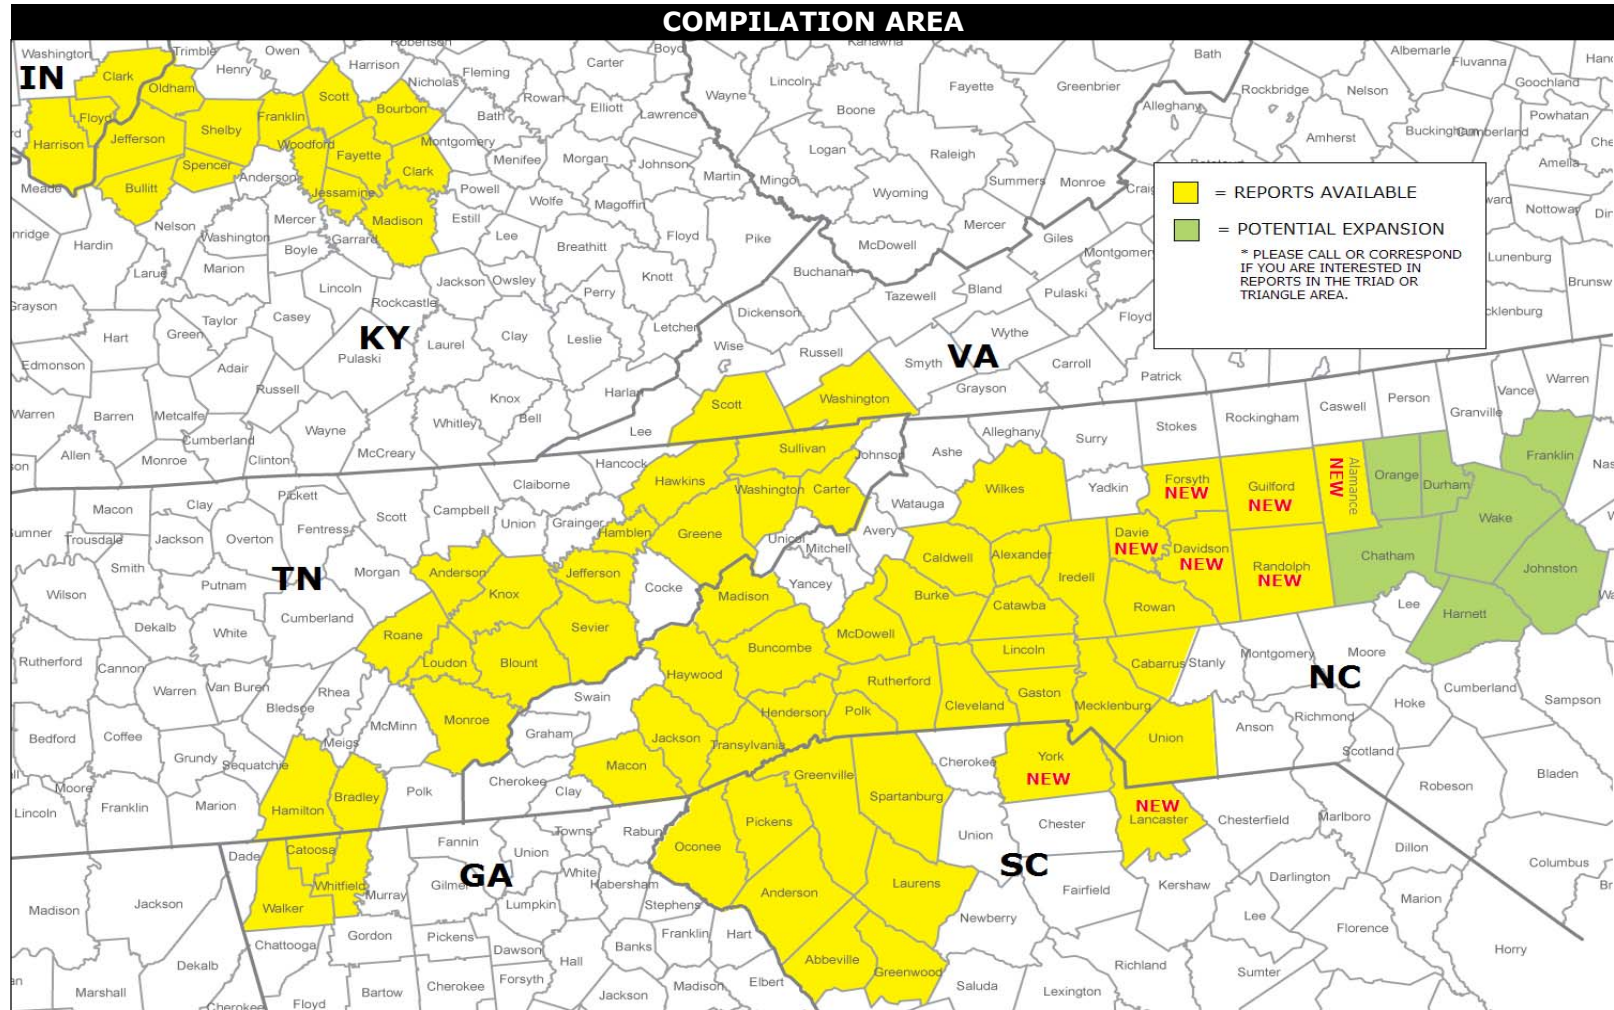 COMPILATION AREA
Washington
Trimble
Owen
Robertson
Boyd
Kanawha
Bath
Albemarle
Fluvanna
IN
Clark
Henry
Harrison
Nicholas
Fleming
Carter
Lincoln
Fayette
Greenbrier
Rockbridge
Nelson
Goochland
Oldham
Scott
Bourbon
Rowan
Elliott
Wayne
Boone
Alleghany
Powhatan
Floyd
Jefferson
Shelby
Franklin
Bath
Lawrence
Amherst
Buckingham
Cumberland
Harrison
Woodford
Fayette
Montgomery
Menifee
Morgan
Johnson
Logan
Raleigh
Amelia
Spencer
Anderson
Clark
Martin
Mingo
Summers
Monroe
Craig
Meade
Bullitt
Jessamine
Powell
Wolfe
Magoffin
Wyoming
Nottoway
Nelson
Mercer
Madison
Estill
Washington
Garrard
Lee
Floyd
Pike
McDowell
Mercer
Giles
Hardin
Boyle
Breathitt
Montgomery
Larue
Marion
Jackson
Owsley
Knott
Buchanan
Lunenburg
Lincoln
Rockcastle
Perry
Tazewell
Bland
Pulaski
Grayson
Taylor
Casey
Letcher
Dickenson
Floyd
Hart
Green
KY
Laurel
Clay
Leslie
Wise
Russell
Wythe
Edmonson
Adair
Pulaski
Smyth
VA
Carroll
Patrick
Russell
Knox
Harlan
Grayson
Warren
Barren
Metcalfe
Whitley
Bell
Scott
Washington
Cumberland
Wayne
Lee
Allen
Monroe
Clinton
McCreary
= REPORTS AVAILABLE
= POTENTIAL EXPANSION
* PLEASE CALL OR CORRESPOND
IF YOU ARE INTERESTED IN
REPORTS IN THE TRIAD OR
TRIANGLE AREA.
Vance
Warren
Caswell
Person
Granville
Rockingham
Stokes
Surry
Alleghany
Ashe
Sullivan
Johnson
Hancock
Claiborne
Hawkins
Washington
Carter
Watauga
Wilkes
Yadkin
Forsyth
NEW
Guilford
NEW
Alamance
NEW
Orange
Durham
Franklin
Pickett
Clay
Macon
Scott
Campbell
Union
Grainger
Hamblen
Greene
Unicoi
Avery
Mitchell
Wake
Fentress
Trousdale
Jackson
Overton
Caldwell
Alexander
Davie
NEW
Davidson
NEW
Randolph
NEW
Chatham
Johnston
Smith
Putnam
TN
Morgan
Anderson
Knox
Jefferson
Cocke
Yancey
Madison
Burke
Catawba
Iredell
Rowan
Lee
Harnett
Wilson
Cumberland
Dekalb
White
Roane
Loudon
Blount
Sevier
Buncombe
McDowell
Lincoln
Cabarrus
Stanly
Montgomery
Moore
NC
Rutherford
Cannon
Warren
Van Buren
Rhea
Bledsoe
Swain
Haywood
Rutherford
Gaston
Cumberland
Sampson
Bedford
Coffee
McMinn
Monroe
Graham
Jackson
Henderson
Polk
Cleveland
Mecklenburg
Union
Anson
Richmond
Hoke
Grundy
Sequatchie
Meigs
Transylvania
Scotland
Macon
Cherokee
Clay
Greenville
Cherokee
York
NEW
Bladen
Robeson
Moore
Lincoln
Franklin
Marion
Hamilton
Bradley
Polk
Spartanburg
NEW
Lancaster
Chesterfield
Marlboro
Pickens
Chester
Union
Dillon
Fannin
Towns
Rabun
Union
Oconee
SC
Columbus
Dade
Catoosa
Whitfield
Murray
Gilmer
GA
White
Habersham
Stephens
Lumpkin
Anderson
Laurens
Fairfield
Kershaw
Darlington
Marion
Madison
Jackson
Walker
Newberry
Lee
Florence
Chattooga
Gordon
Pickens
Dawson
Banks
Franklin
Hart
Horry
Dekalb
Forsyth
Hall
Abbeville
Greenwood
Richland
Sumter
Marshall
Cherokee
Floyd
Bartow
Cherokee
Jackson
Madison
Elbert
Saluda
Lexington